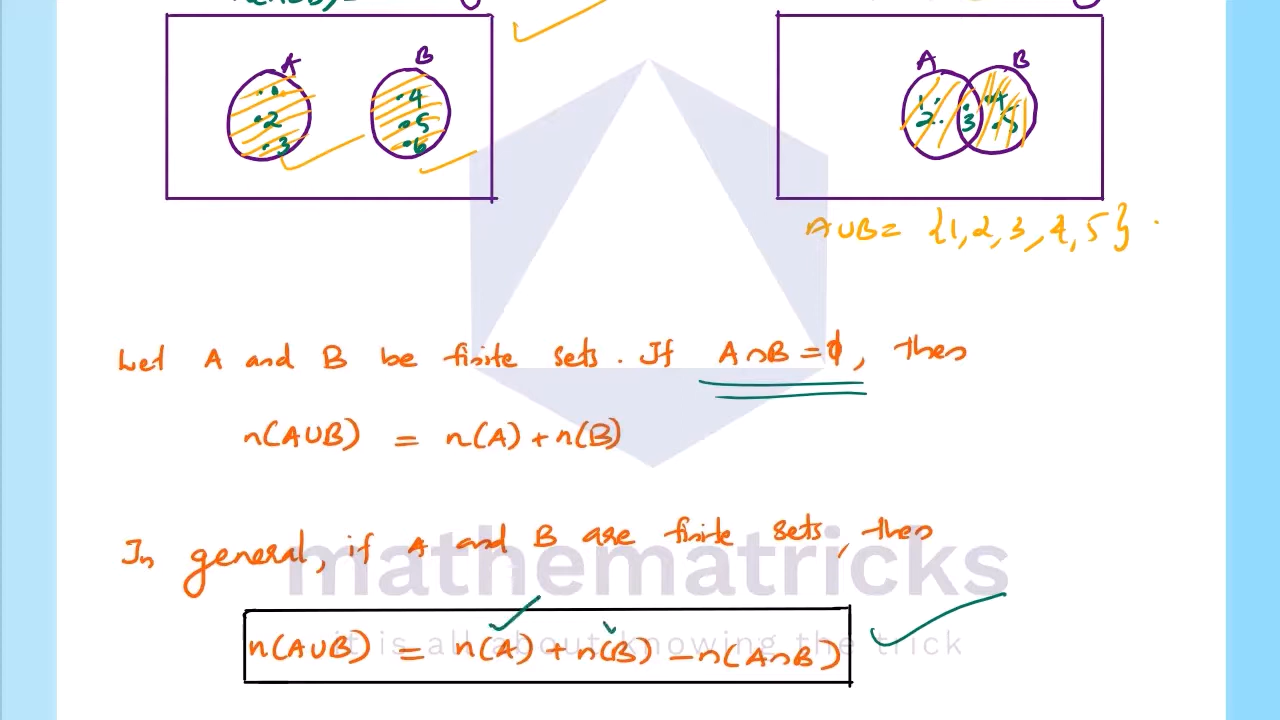 A B
1
2
3
4
5
6
A B
1
2
3
4
5
A∪B = {1, 2, 3, 4, 5}.
Let A and B be finite sets. If A∩B = ϕ, then
n(A∪B) = n(A) + n(B)
In general, if A and B are finite sets, then
mathematricks
n(A∪B) = n(A) + n(B) - n(A∩B)
it is all about knowing the trick